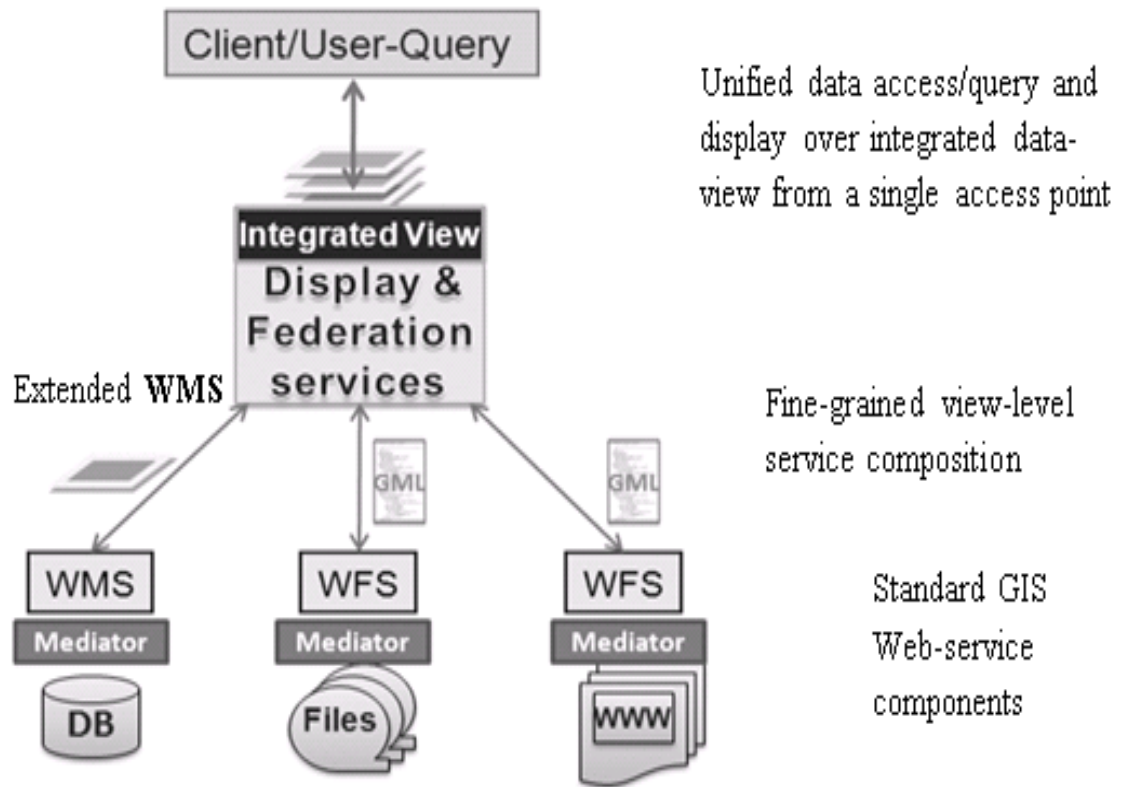 Client/User-Query
Unified data access/query and
display over integrated data-
view from a single access point
Integrated View
Display &
Federation
services
Extended WMS
Fine-grained view-level
service composition
GML
GML
WMS
WFS
WFS
Standard GIS
Web-service
components
Mediator
Mediator
Mediator
DB
Files
WWW